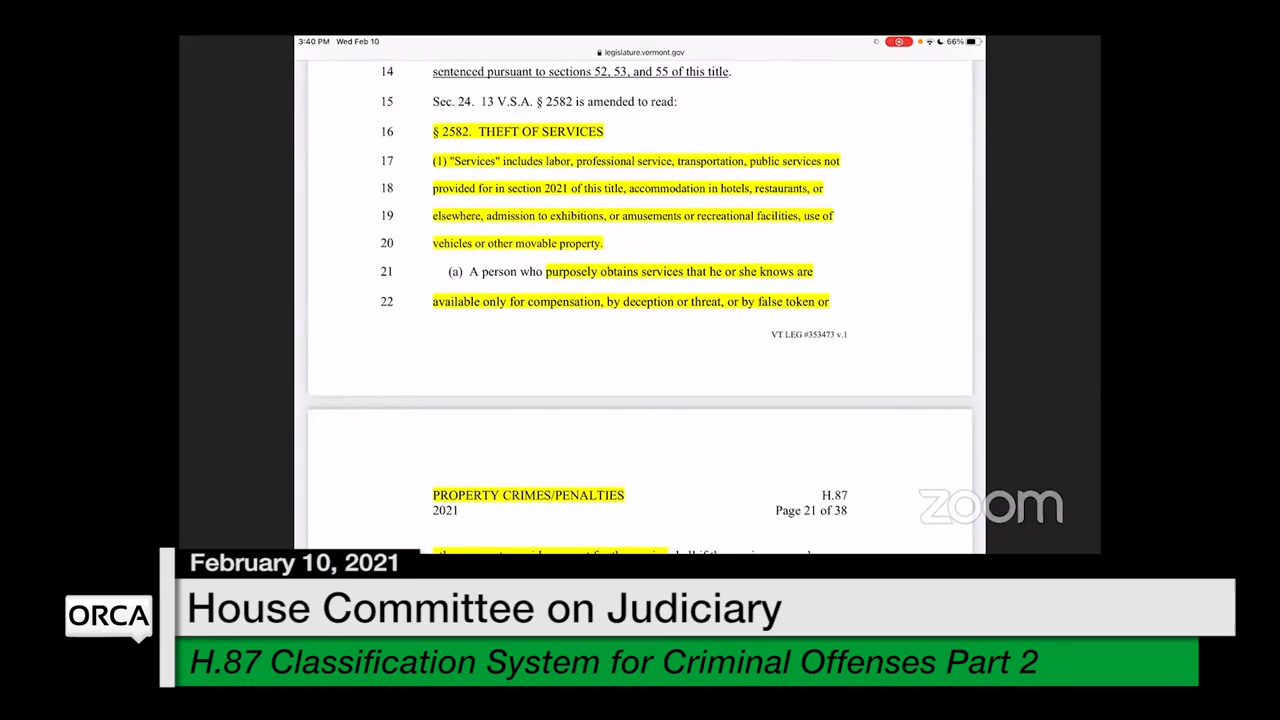 3:40 PM Wed Feb 10
legislature.vermont.gov
66%
14 sentenced pursuant to sections 52, 53, and 55 of this title.
15 Sec. 24. 13 V.S.A. § 2582 is amended to read:
16 § 2582. THEFT OF SERVICES
17 (1) "Services" includes labor, professional service, transportation, public services not
18 provided for in section 2021 of this title, accommodation in hotels, restaurants, or
19 elsewhere, admission to exhibitions, or amusements or recreational facilities, use of
20 vehicles or other movable property.
21 (a) A person who purposely obtains services that he or she knows are
22 available only for compensation, by deception or threat, or by false token or
VT LEG #353473 v.1
PROPERTY CRIMES/PENALTIES H.87
2021 Page 21 of 38
zoom
February 10, 2021
ORCA
House Committee on Judiciary
H.87 Classification System for Criminal Offenses Part 2